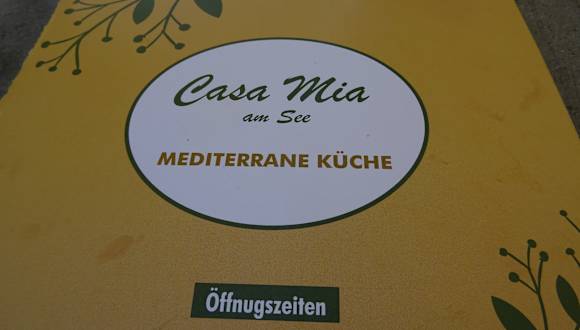 Casa Mia
am See
MEDITERRANE KÜCHE
Öffnugszeiten